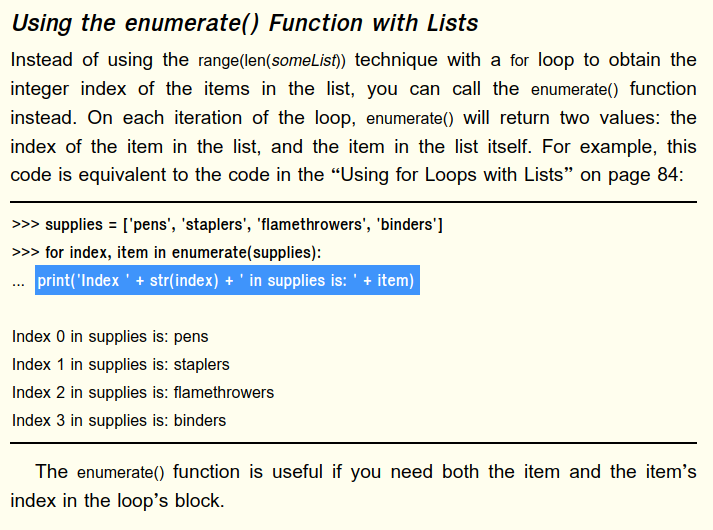 Using the enumerate() Function with Lists
Instead of using the range(len(someList)) technique with a for loop to obtain the
integer index of the items in the list, you can call the enumerate() function
instead. On each iteration of the loop, enumerate() will return two values: the
index of the item in the list, and the item in the list itself. For example, this
code is equivalent to the code in the “Using for Loops with Lists” on page 84:
>>> supplies = ['pens', 'staplers', 'flamethrowers', 'binders']
>>> for index, item in enumerate(supplies):
... print('Index ' + str(index) + ' in supplies is: ' + item)
Index 0 in supplies is: pens
Index 1 in supplies is: staplers
Index 2 in supplies is: flamethrowers
Index 3 in supplies is: binders
The enumerate() function is useful if you need both the item and the item’s
index in the loop’s block.